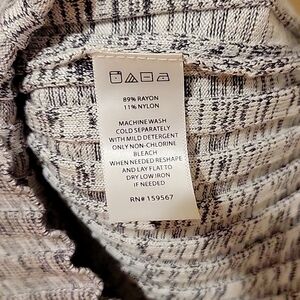 89% RAYON
11% NYLON
MACHINE WASH
COLD SEPARATELY
WITH MILD DETERGENT
ONLY NON-CHLORINE
BLEACH
WHEN NEEDED RESHAPE
AND LAY FLAT TO
DRY LOW IRON
IF NEEDED
RN# 159567